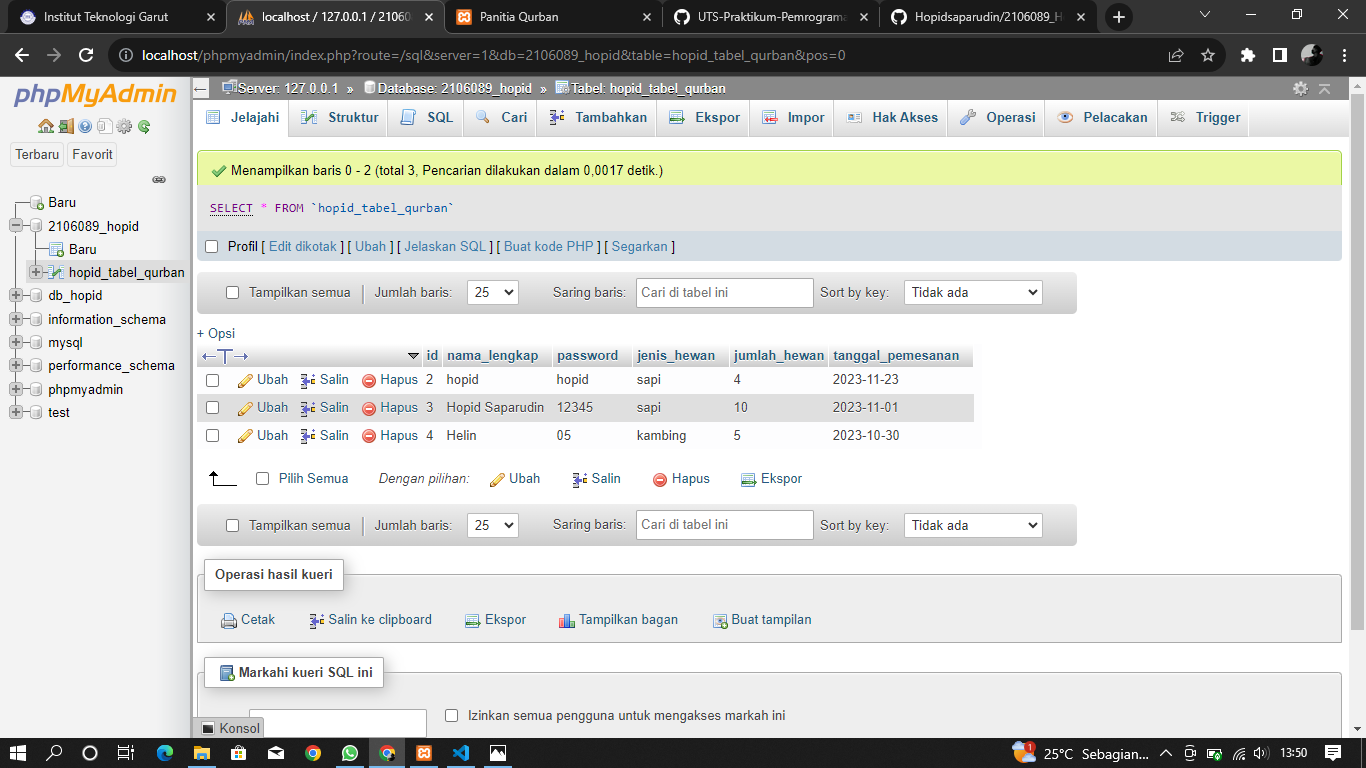 Institut Teknologi Garut
localhost / 127.0.0.1 / 21060
Panitia Qurban
UTS-Praktikum-Pemrograma
Hopidsaparudin/2106089_H
localhost/phpmyadmin/index.php?route=/sql&server=1&db=2106089_hopid&table=hopid_tabel_qurban&pos=0
phpMyAdmin
Terbaru Favorit
Baru
2106089_hopid
Baru
hopid_tabel_qurban
db_hopid
information_schema
mysql
performance_schema
phpmyadmin
test
Server: 127.0.0.1 » Database: 2106089_hopid » Tabel: hopid_tabel_qurban
Jelajahi Struktur SQL Cari Tambahkan Ekspor Impor Hak Akses Operasi Pelacakan Trigger
Menampilkan baris 0 - 2 (total 3, Pencarian dilakukan dalam 0,0017 detik.)
SELECT * FROM `hopid_tabel_qurban`
Profil [ Edit dikotak ] [ Ubah ] [ Jelaskan SQL ] [ Buat kode PHP ] [ Segarkan ]
Tampilkan semua Jumlah baris: 25 Saring baris: Cari di tabel ini Sort by key: Tidak ada
+ Opsi
←T→ id nama_lengkap password jenis_hewan jumlah_hewan tanggal_pemesanan
Ubah Salin Hapus 2 hopid hopid sapi 4 2023-11-23
Ubah Salin Hapus 3 Hopid Saparudin 12345 sapi 10 2023-11-01
Ubah Salin Hapus 4 Helin 05 kambing 5 2023-10-30
Pilih Semua Dengan pilihan: Ubah Salin Hapus Ekspor
Tampilkan semua Jumlah baris: 25 Saring baris: Cari di tabel ini Sort by key: Tidak ada
Operasi hasil kueri
Cetak Salin ke clipboard Ekspor Tampilkan bagan Buat tampilan
Markahi kueri SQL ini
Izinkan semua pengguna untuk mengakses markah ini
Konsol
1 25°C Sebagian... 13:50